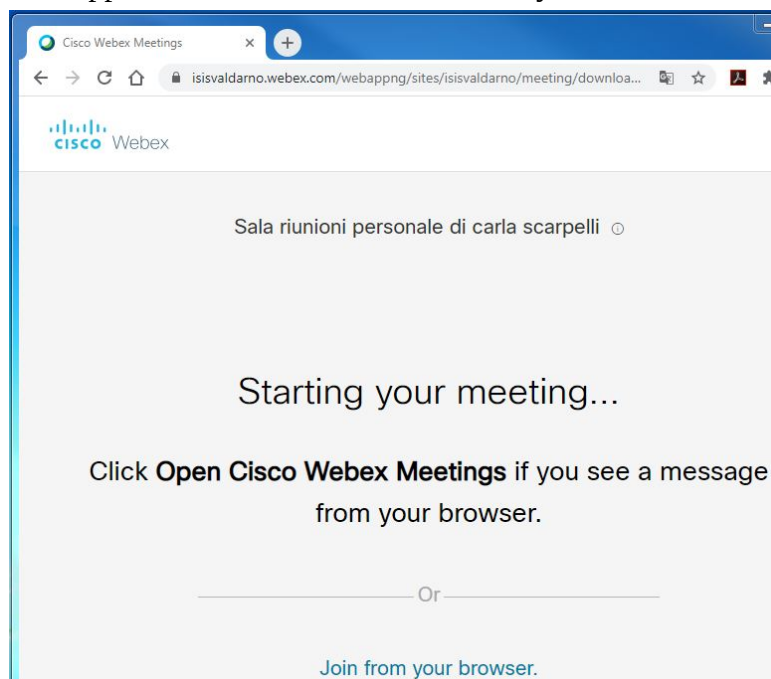 Cisco Webex Meetings
isisvaldarno.webex.com/webappng/sites/isisvaldarno/meeting/downloa...
CISCO Webex
Sala riunioni personale di carla scarpelli
Starting your meeting...
Click Open Cisco Webex Meetings if you see a message
from your browser.
Or
Join from your browser.